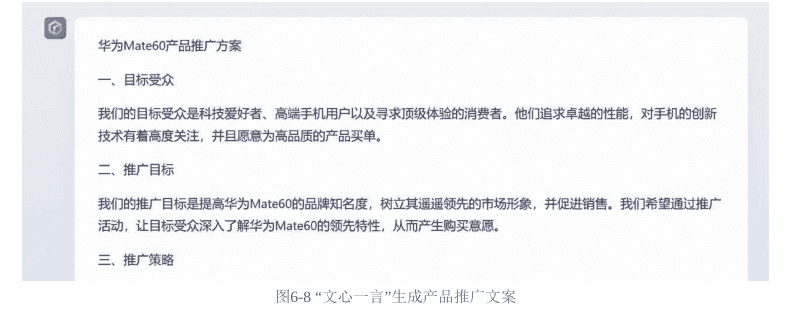 华为Mate60产品推广方案
一、目标受众
我们的目标受众是科技爱好者、高端手机用户以及寻求顶级体验的消费者。他们追求卓越的性能，对手机的创新
技术有着高度关注，并且愿意为高品质的产品买单。
二、推广目标
我们的推广目标是提高华为Mate60的品牌知名度，树立其遥遥领先的市场形象，并促进销售。我们希望通过推广
活动，让目标受众深入了解华为Mate60的领先特性，从而产生购买意愿。
三、推广策略
图6-8 “文心一言”生成产品推广文案